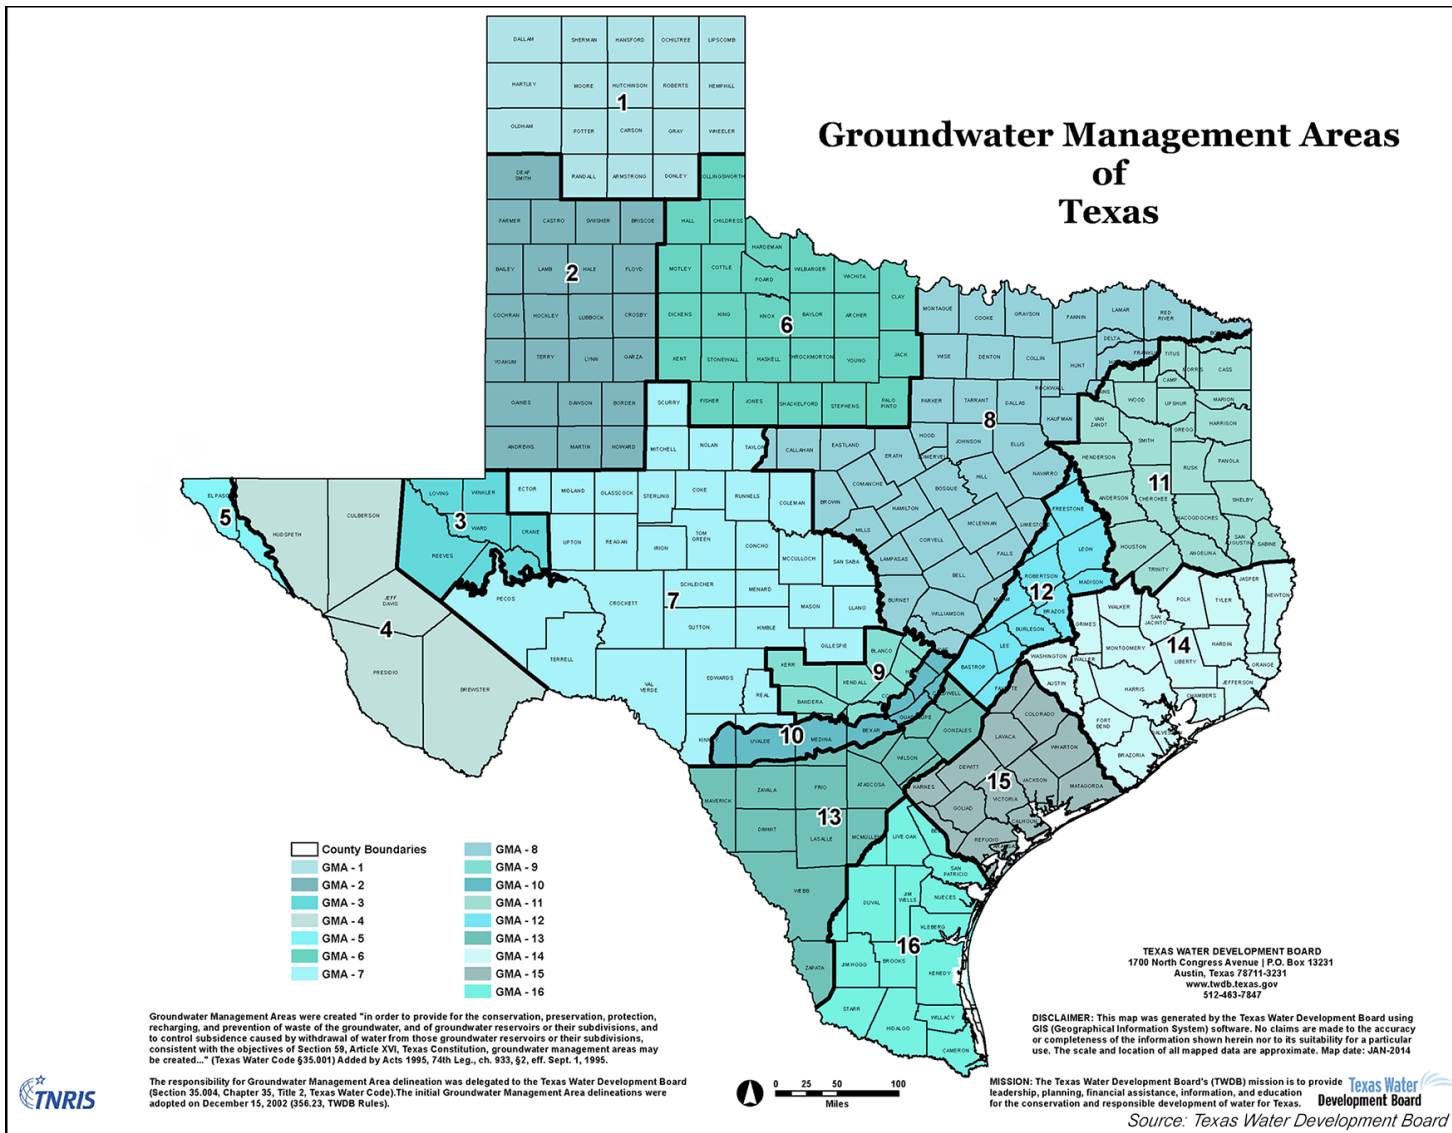 Groundwater Management Areas
of
Texas
DALLAM SHERMAN HANSFORD OCHILTREE LIPSCOMB
HARTLEY MOORE HUTCHINSON ROBERTS HEMPHILL
1
OLDHAM POTTER CARSON GRAY WHEELER
DEAF SMITH RANDALL ARMSTRONG DONLEY COLLINGSWORTH
PARMER CASTRO SWISHER BRISCOE HALL CHILDRESS
HARDEMAN
BAILEY LAMB HALE FLOYD MOTLEY COTTLE FOARD WILBARGER WICHITA CLAY
2
COCHRAN HOCKLEY LUBBOCK CROSBY DICKENS KING KNOX BAYLOR ARCHER MONTAGUE COOKE GRAYSON FANNIN LAMAR RED RIVER
6
YOAKUM TERRY LYNN GARZA KENT STONEWALL HASKELL THROCKMORTON YOUNG JACK WISE DENTON COLLIN HUNT DELTA TITUS CASS
GAINES DAWSON BORDEN SCURRY FISHER JONES SHACKELFORD STEPHENS PALO PINTO PARKER TARRANT DALLAS ROCKWALL KAUFMAN WOOD CAMP UPSHUR MARION
8
ANDREWS MARTIN HOWARD MITCHELL NOLAN TAYLOR CALLAHAN EASTLAND ERATH HOOD JOHNSON ELLIS VAN ZANDT SMITH GREGG HARRISON
EL PASO HUDSPETH CULBERSON LOVING WINKLER ECTOR MIDLAND GLASSCOCK STERLING COKE RUNNELS COLEMAN BROWN COMANCHE BOSQUE HILL NAVARRO HENDERSON RUSK PANOLA
5 3 11
WARD CRANE UPTON REAGAN IRION TOM GREEN CONCHO MCCULLOCH MILLS HAMILTON MCLENNAN LIMESTONE FREESTONE ANDERSON CHEROKEE NACOGDOCHES SHELBY
REEVES PECOS CROCKETT SCHLEICHER MENARD SAN SABA LAMPASAS CORYELL FALLS LEON HOUSTON ANGELINA SAN AUGUSTINE SABINE
7 12
JEFF DAVIS TERRELL SUTTON KIMBLE MASON LLANO BURNET BELL WILLIAMSON ROBERTSON MADISON TRINITY
4
PRESIDIO BREWSTER VAL VERDE EDWARDS REAL GILLESPIE KERR BLANCO KENDALL BANDERA BASTROP LEE BURLESON BRAZOS GRIMES WALKER SAN JACINTO POLK TYLER JASPER NEWTON
9 14
WASHINGTON WALLER MONTGOMERY LIBERTY HARDIN ORANGE AUSTIN HARRIS CHAMBERS JEFFERSON
UVALDE MEDINA BEXAR CALDWELL GONZALES COLORADO FORT BEND BRAZORIA
10
MAVERICK ZAVALA FRIO ATASCOSA WILSON KARNES DEWITT LAVACA JACKSON WHARTON MATAGORDA
15
DIMMIT LASALLE MCMULLEN LIVE OAK GOLIAD VICTORIA CALHOUN REFUGIO
13
WEBB DUVAL JIM WELLS SAN PATRICIO NUECES KLEBERG
16
ZAPATA JIM HOGG BROOKS KENEDY
STARR HIDALGO WILLACY
CAMERON
County Boundaries
GMA - 1
GMA - 2
GMA - 3
GMA - 4
GMA - 5
GMA - 6
GMA - 7
GMA - 8
GMA - 9
GMA - 10
GMA - 11
GMA - 12
GMA - 13
GMA - 14
GMA - 15
GMA - 16
TEXAS WATER DEVELOPMENT BOARD
1700 North Congress Avenue | P.O. Box 13231
Austin, Texas 78711-3231
www.twdb.texas.gov
512-463-7847
Groundwater Management Areas were created "in order to provide for the conservation, preservation, protection,
recharging, and prevention of waste of the groundwater, and of groundwater reservoirs or their subdivisions, and
to control subsidence caused by withdrawal of water from those groundwater reservoirs or their subdivisions,
consistent with the objectives of Section 59, Article XVI, Texas Constitution, groundwater management areas may
be created..." (Texas Water Code §35.001) Added by Acts 1995, 74th Leg., ch. 933, §2, eff. Sept. 1, 1995.
The responsibility for Groundwater Management Area delineation was delegated to the Texas Water Development Board
(Section 35.004, Chapter 35, Title 2, Texas Water Code).The initial Groundwater Management Area delineations were
adopted on December 15, 2002 (356.23, TWDB Rules).
DISCLAIMER: This map was generated by the Texas Water Development Board using
GIS (Geographical Information System) software. No claims are made to the accuracy
or completeness of the information shown herein nor to its suitability for a particular
use. The scale and location of all mapped data are approximate. Map date: JAN-2014
MISSION: The Texas Water Development Board's (TWDB) mission is to provide
leadership, planning, financial assistance, information, and education
for the conservation and responsible development of water for Texas.
TNRIS
N
0 25 50 100
Miles
Texas Water
Development Board
Source: Texas Water Development Board